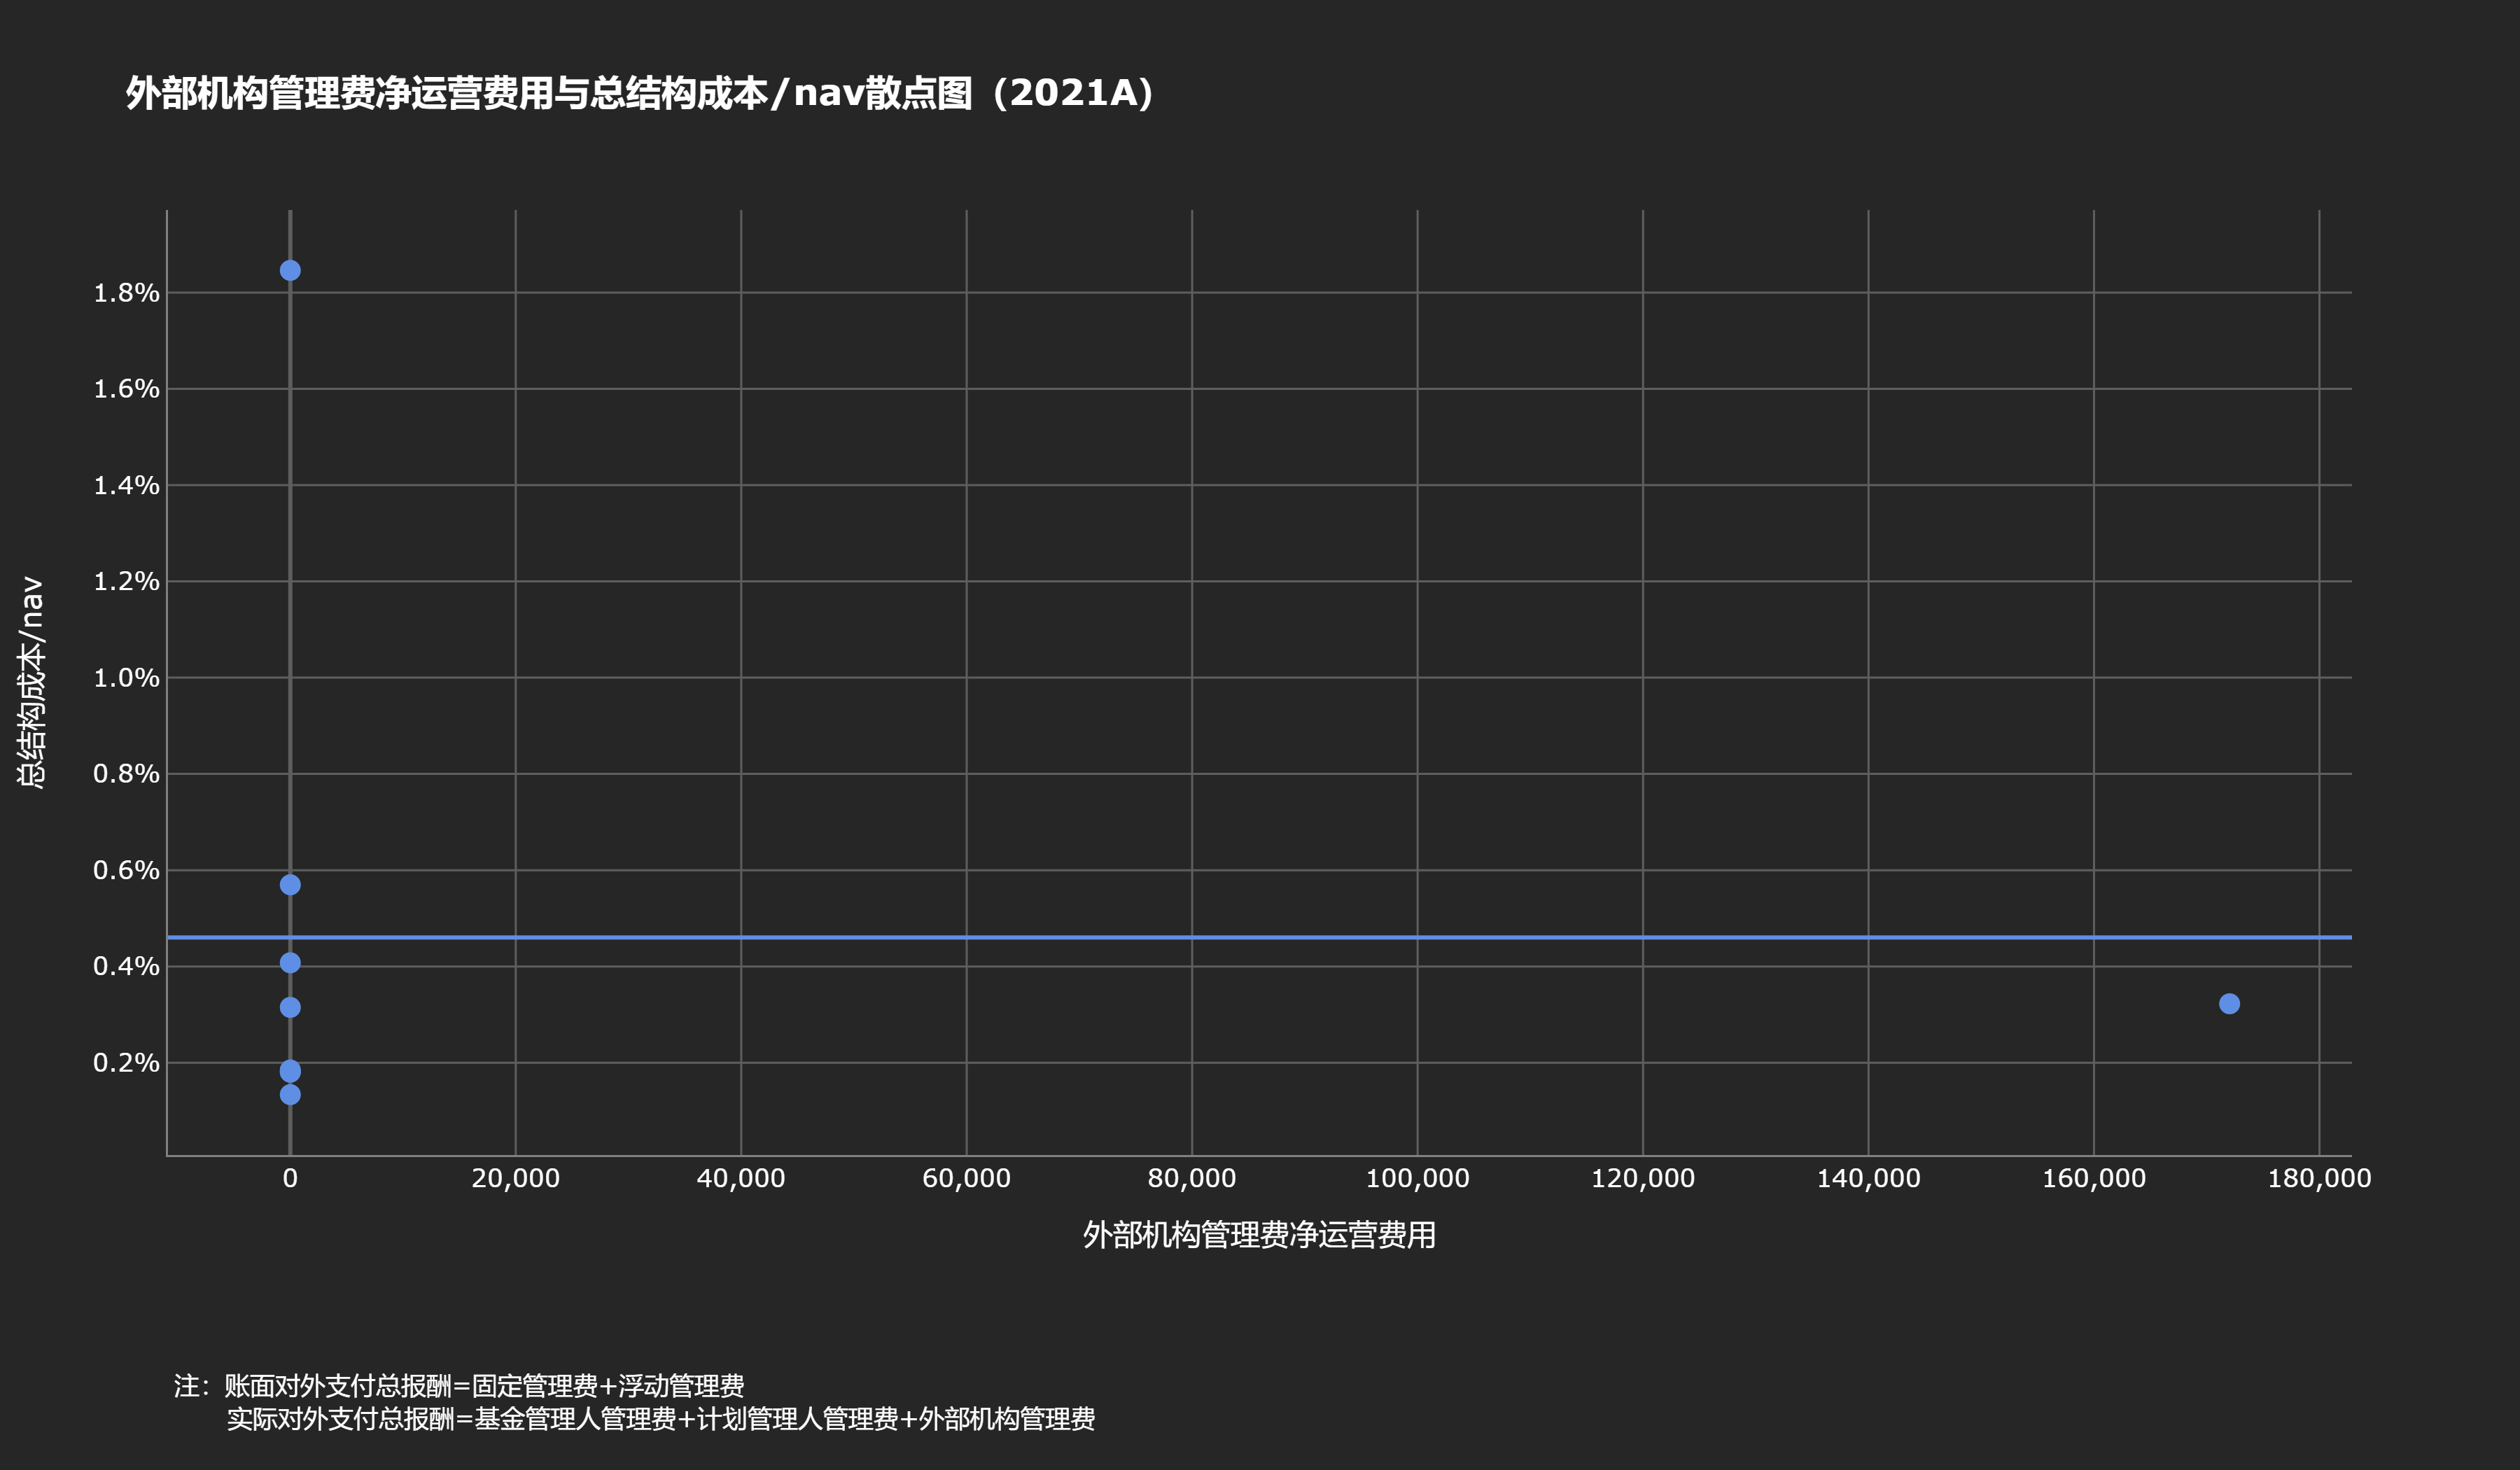 外部机构管理费净运营费用与总结构成本/nav散点图（2021A）
总结构成本/nav
1.8%
1.6%
1.4%
1.2%
1.0%
0.8%
0.6%
0.4%
0.2%
0 20,000 40,000 60,000 80,000 100,000 120,000 140,000 160,000 180,000
外部机构管理费净运营费用
注：账面对外支付总报酬=固定管理费+浮动管理费
实际对外支付总报酬=基金管理人管理费+计划管理人管理费+外部机构管理费